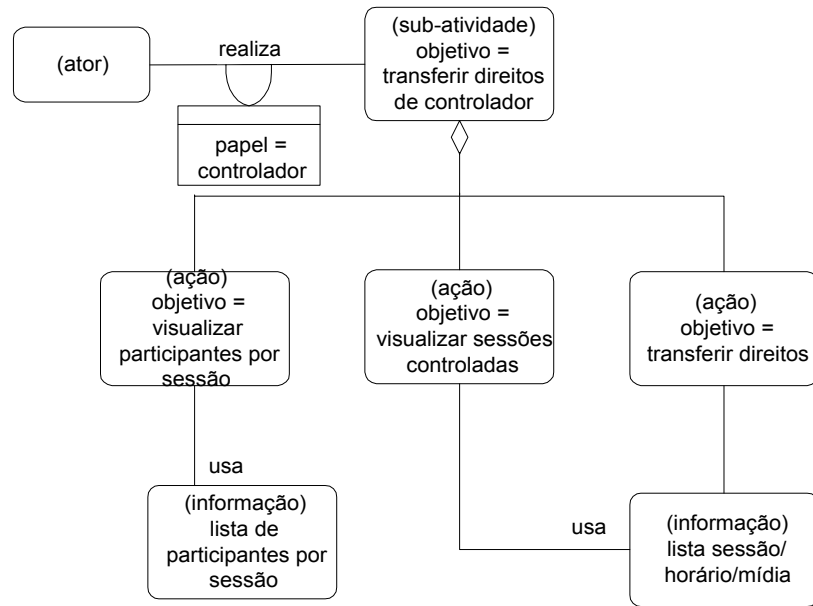 (ator)
realiza
(sub-atividade)
objetivo =
transferir direitos
de controlador
papel =
controlador
(ação)
objetivo =
visualizar
participantes por
sessão
(ação)
objetivo =
visualizar sessões
controladas
(ação)
objetivo =
transferir direitos
usa
(informação)
lista de
participantes por
sessão
usa
(informação)
lista sessão/
horário/mídia